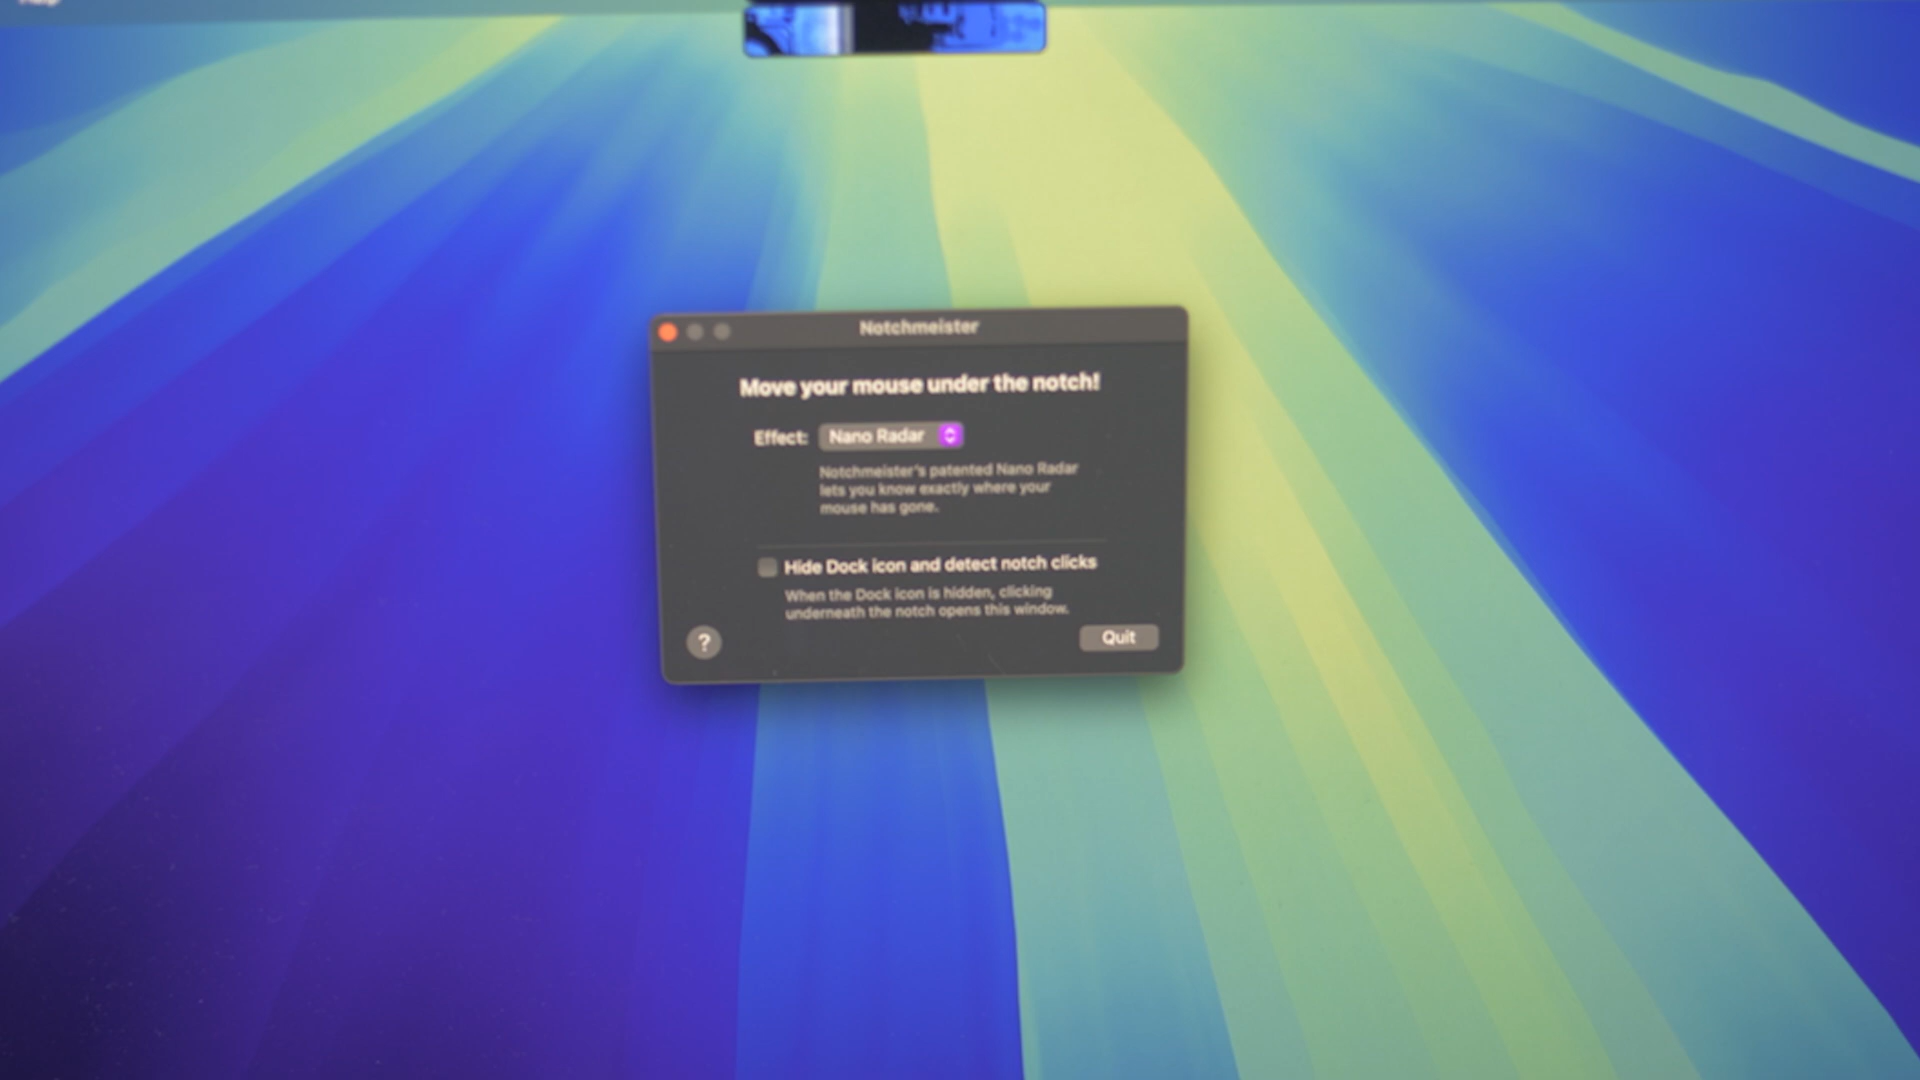 Help
Notchmeister
Move your mouse under the notch!
Effect: Nano Radar
Notchmeister's patented Nano Radar
lets you know exactly where your
mouse has gone.
Hide Dock icon and detect notch clicks
When the Dock icon is hidden, clicking
underneath the notch opens this window.
?
Quit